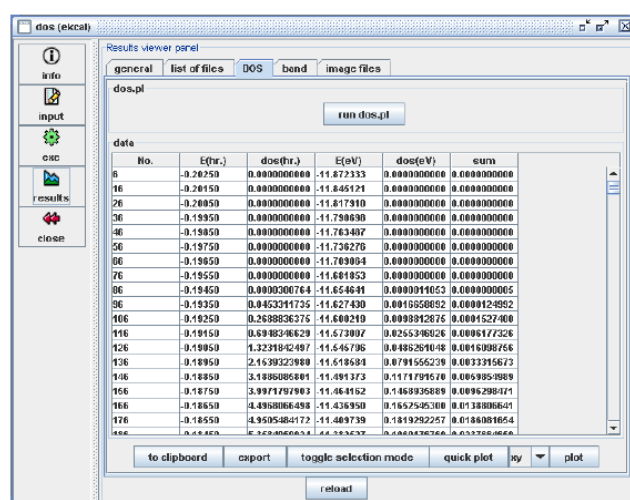 dos (ekcal)
Results viewer panel
info
input
exc
results
close
general list of files DOS band image files
dos.pl
run dos.pl
data
No. E(hr.) dos(hr.) E(eV) dos(eV) sum
6 -0.20250 0.0000000000 -11.872333 0.0000000000 0.0000000000
16 -0.20150 0.0000000000 -11.845121 0.0000000000 0.0000000000
26 -0.20050 0.0000000000 -11.817910 0.0000000000 0.0000000000
36 -0.19950 0.0000000000 -11.790698 0.0000000000 0.0000000000
46 -0.19850 0.0000000000 -11.763487 0.0000000000 0.0000000000
56 -0.19750 0.0000000000 -11.736276 0.0000000000 0.0000000000
66 -0.19650 0.0000000000 -11.709064 0.0000000000 0.0000000000
76 -0.19550 0.0000000000 -11.681853 0.0000000000 0.0000000000
86 -0.19450 0.0000300764 -11.654641 0.0000011053 0.0000000005
96 -0.19350 0.0453311735 -11.627430 0.0016658892 0.0000124992
106 -0.19250 0.2688836375 -11.600219 0.0098812875 0.0001527400
116 -0.19150 0.6948346629 -11.573007 0.0255346926 0.0006177326
126 -0.19050 1.3231842497 -11.545796 0.0486261048 0.0016098756
136 -0.18950 2.1539323980 -11.518584 0.0791555239 0.0033315673
146 -0.18850 3.1886085801 -11.491373 0.1171791570 0.0059854989
156 -0.18750 3.9971797903 -11.464162 0.1468935889 0.0096298471
166 -0.18650 4.4968066498 -11.436950 0.1652545300 0.0138806641
176 -0.18550 4.9505484172 -11.409739 0.1819292257 0.0186081654
to clipboard export toggle selection mode quick plot xy plot
reload